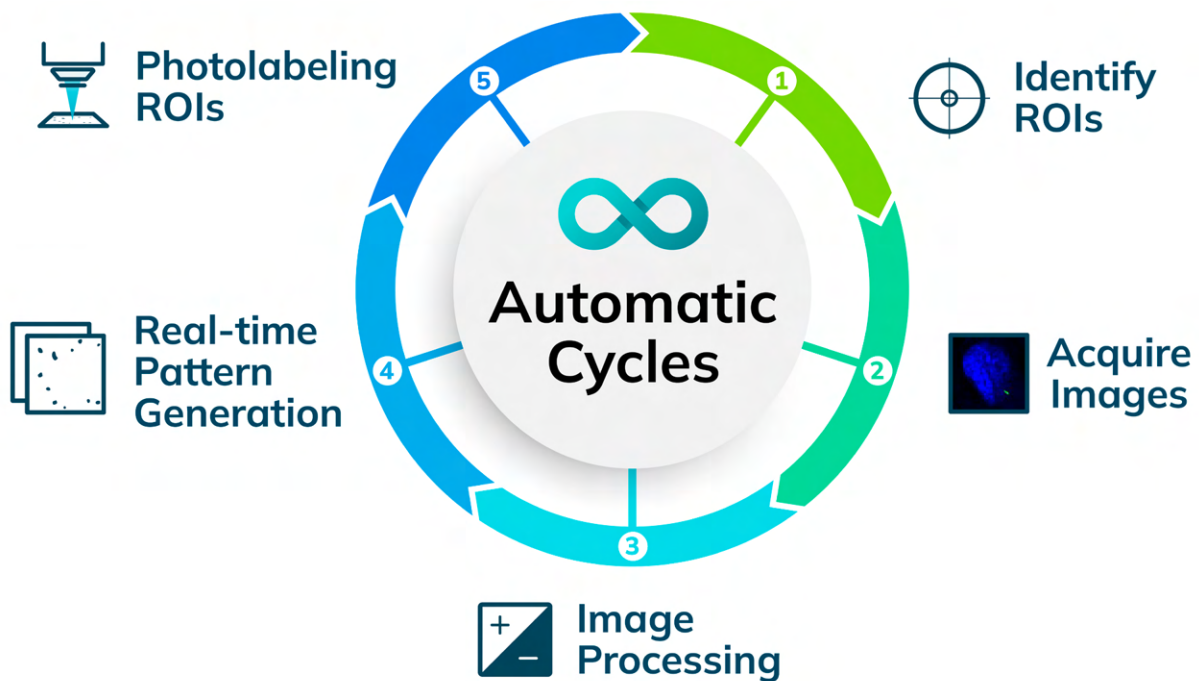 Automatic
Cycles
1
Identify
ROIs
2
Acquire
Images
3
Image
Processing
4
Real-time
Pattern
Generation
5
Photolabeling
ROIs